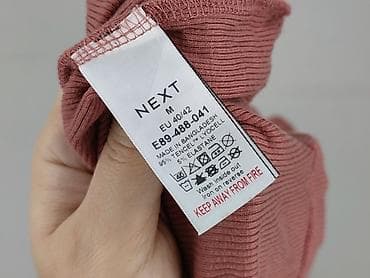 NEXT
M
EU 40/42
E89-488-041
MADE IN BANGLADESH
95% TENCEL* LYOCELL
5% ELASTANE
Wash inside out
Iron on reverse
KEEP AWAY FROM FIRE